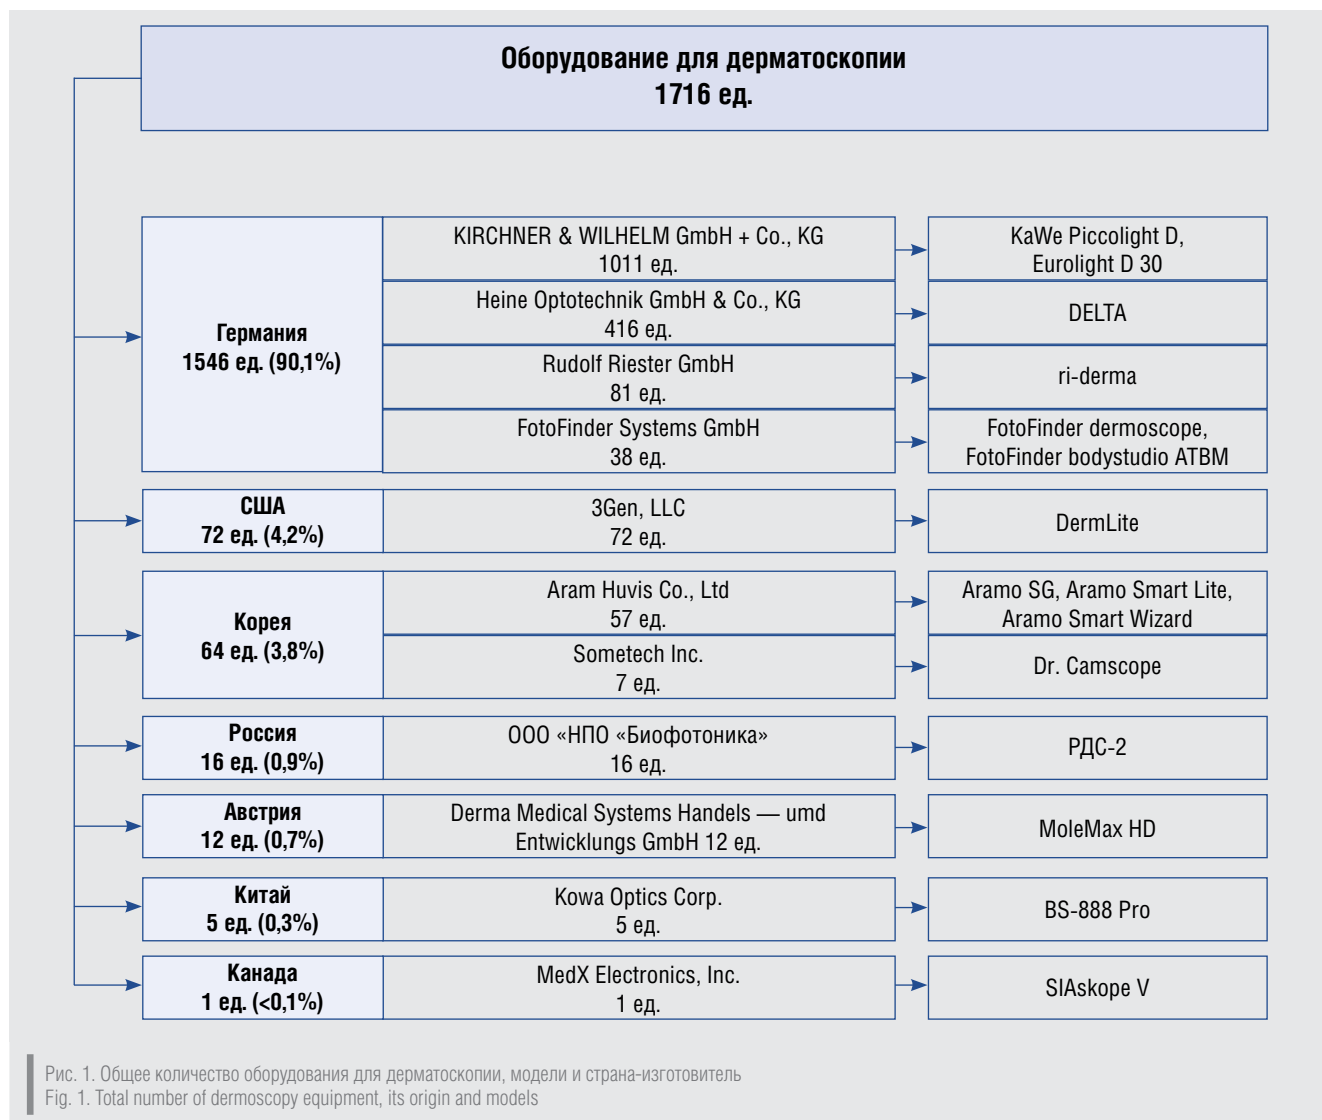 Оборудование для дерматоскопии
1716 ед.
Германия
1546 ед. (90,1%)
KIRCHNER & WILHELM GmbH + Co., KG
1011 ед.
KaWe Piccolight D,
Eurolight D 30
Heine Optotechnik GmbH & Co., KG
416 ед.
DELTA
Rudolf Riester GmbH
81 ед.
ri-derma
FotoFinder Systems GmbH
38 ед.
FotoFinder dermoscope,
FotoFinder bodystudio ATBM
США
72 ед. (4,2%)
3Gen, LLC
72 ед.
DermLite
Корея
64 ед. (3,8%)
Aram Huvis Co., Ltd
57 ед.
Aramo SG, Aramo Smart Lite,
Aramo Smart Wizard
Sometech Inc.
7 ед.
Dr. Camscope
Россия
16 ед. (0,9%)
ООО «НПО «Биофотоника»
16 ед.
РДС-2
Австрия
12 ед. (0,7%)
Derma Medical Systems Handels — umd
Entwicklungs GmbH 12 ед.
MoleMax HD
Китай
5 ед. (0,3%)
Kowa Optics Corp.
5 ед.
BS-888 Pro
Канада
1 ед. (<0,1%)
MedX Electronics, Inc.
1 ед.
SIAskope V
Рис. 1. Общее количество оборудования для дерматоскопии, модели и страна-изготовитель
Fig. 1. Total number of dermoscopy equipment, its origin and models